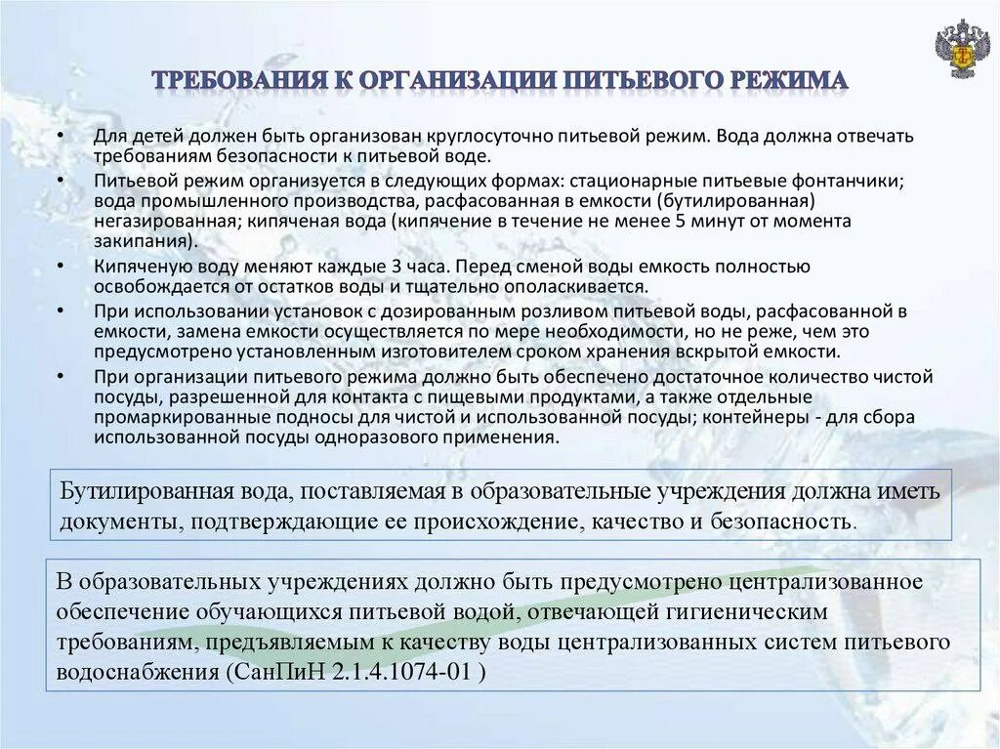 ТРЕБОВАНИЯ К ОРГАНИЗАЦИИ ПИТЬЕВОГО РЕЖИМА
• Для детей должен быть организован круглосуточно питьевой режим. Вода должна отвечать
требованиям безопасности к питьевой воде.
• Питьевой режим организуется в следующих формах: стационарные питьевые фонтанчики;
вода промышленного производства, расфасованная в емкости (бутилированная)
негазированная; кипяченая вода (кипячение в течение не менее 5 минут от момента
закипания).
• Кипяченую воду меняют каждые 3 часа. Перед сменой воды емкость полностью
освобождается от остатков воды и тщательно ополаскивается.
• При использовании установок с дозированным розливом питьевой воды, расфасованной в
емкости, замена емкости осуществляется по мере необходимости, но не реже, чем это
предусмотрено установленным изготовителем сроком хранения вскрытой емкости.
• При организации питьевого режима должно быть обеспечено достаточное количество чистой
посуды, разрешенной для контакта с пищевыми продуктами, а также отдельные
промаркированные подносы для чистой и использованной посуды; контейнеры - для сбора
использованной посуды одноразового применения.
Бутилированная вода, поставляемая в образовательные учреждения должна иметь
документы, подтверждающие ее происхождение, качество и безопасность.
В образовательных учреждениях должно быть предусмотрено централизованное
обеспечение обучающихся питьевой водой, отвечающей гигиеническим
требованиям, предъявляемым к качеству воды централизованных систем питьевого
водоснабжения (СанПиН 2.1.4.1074-01 )